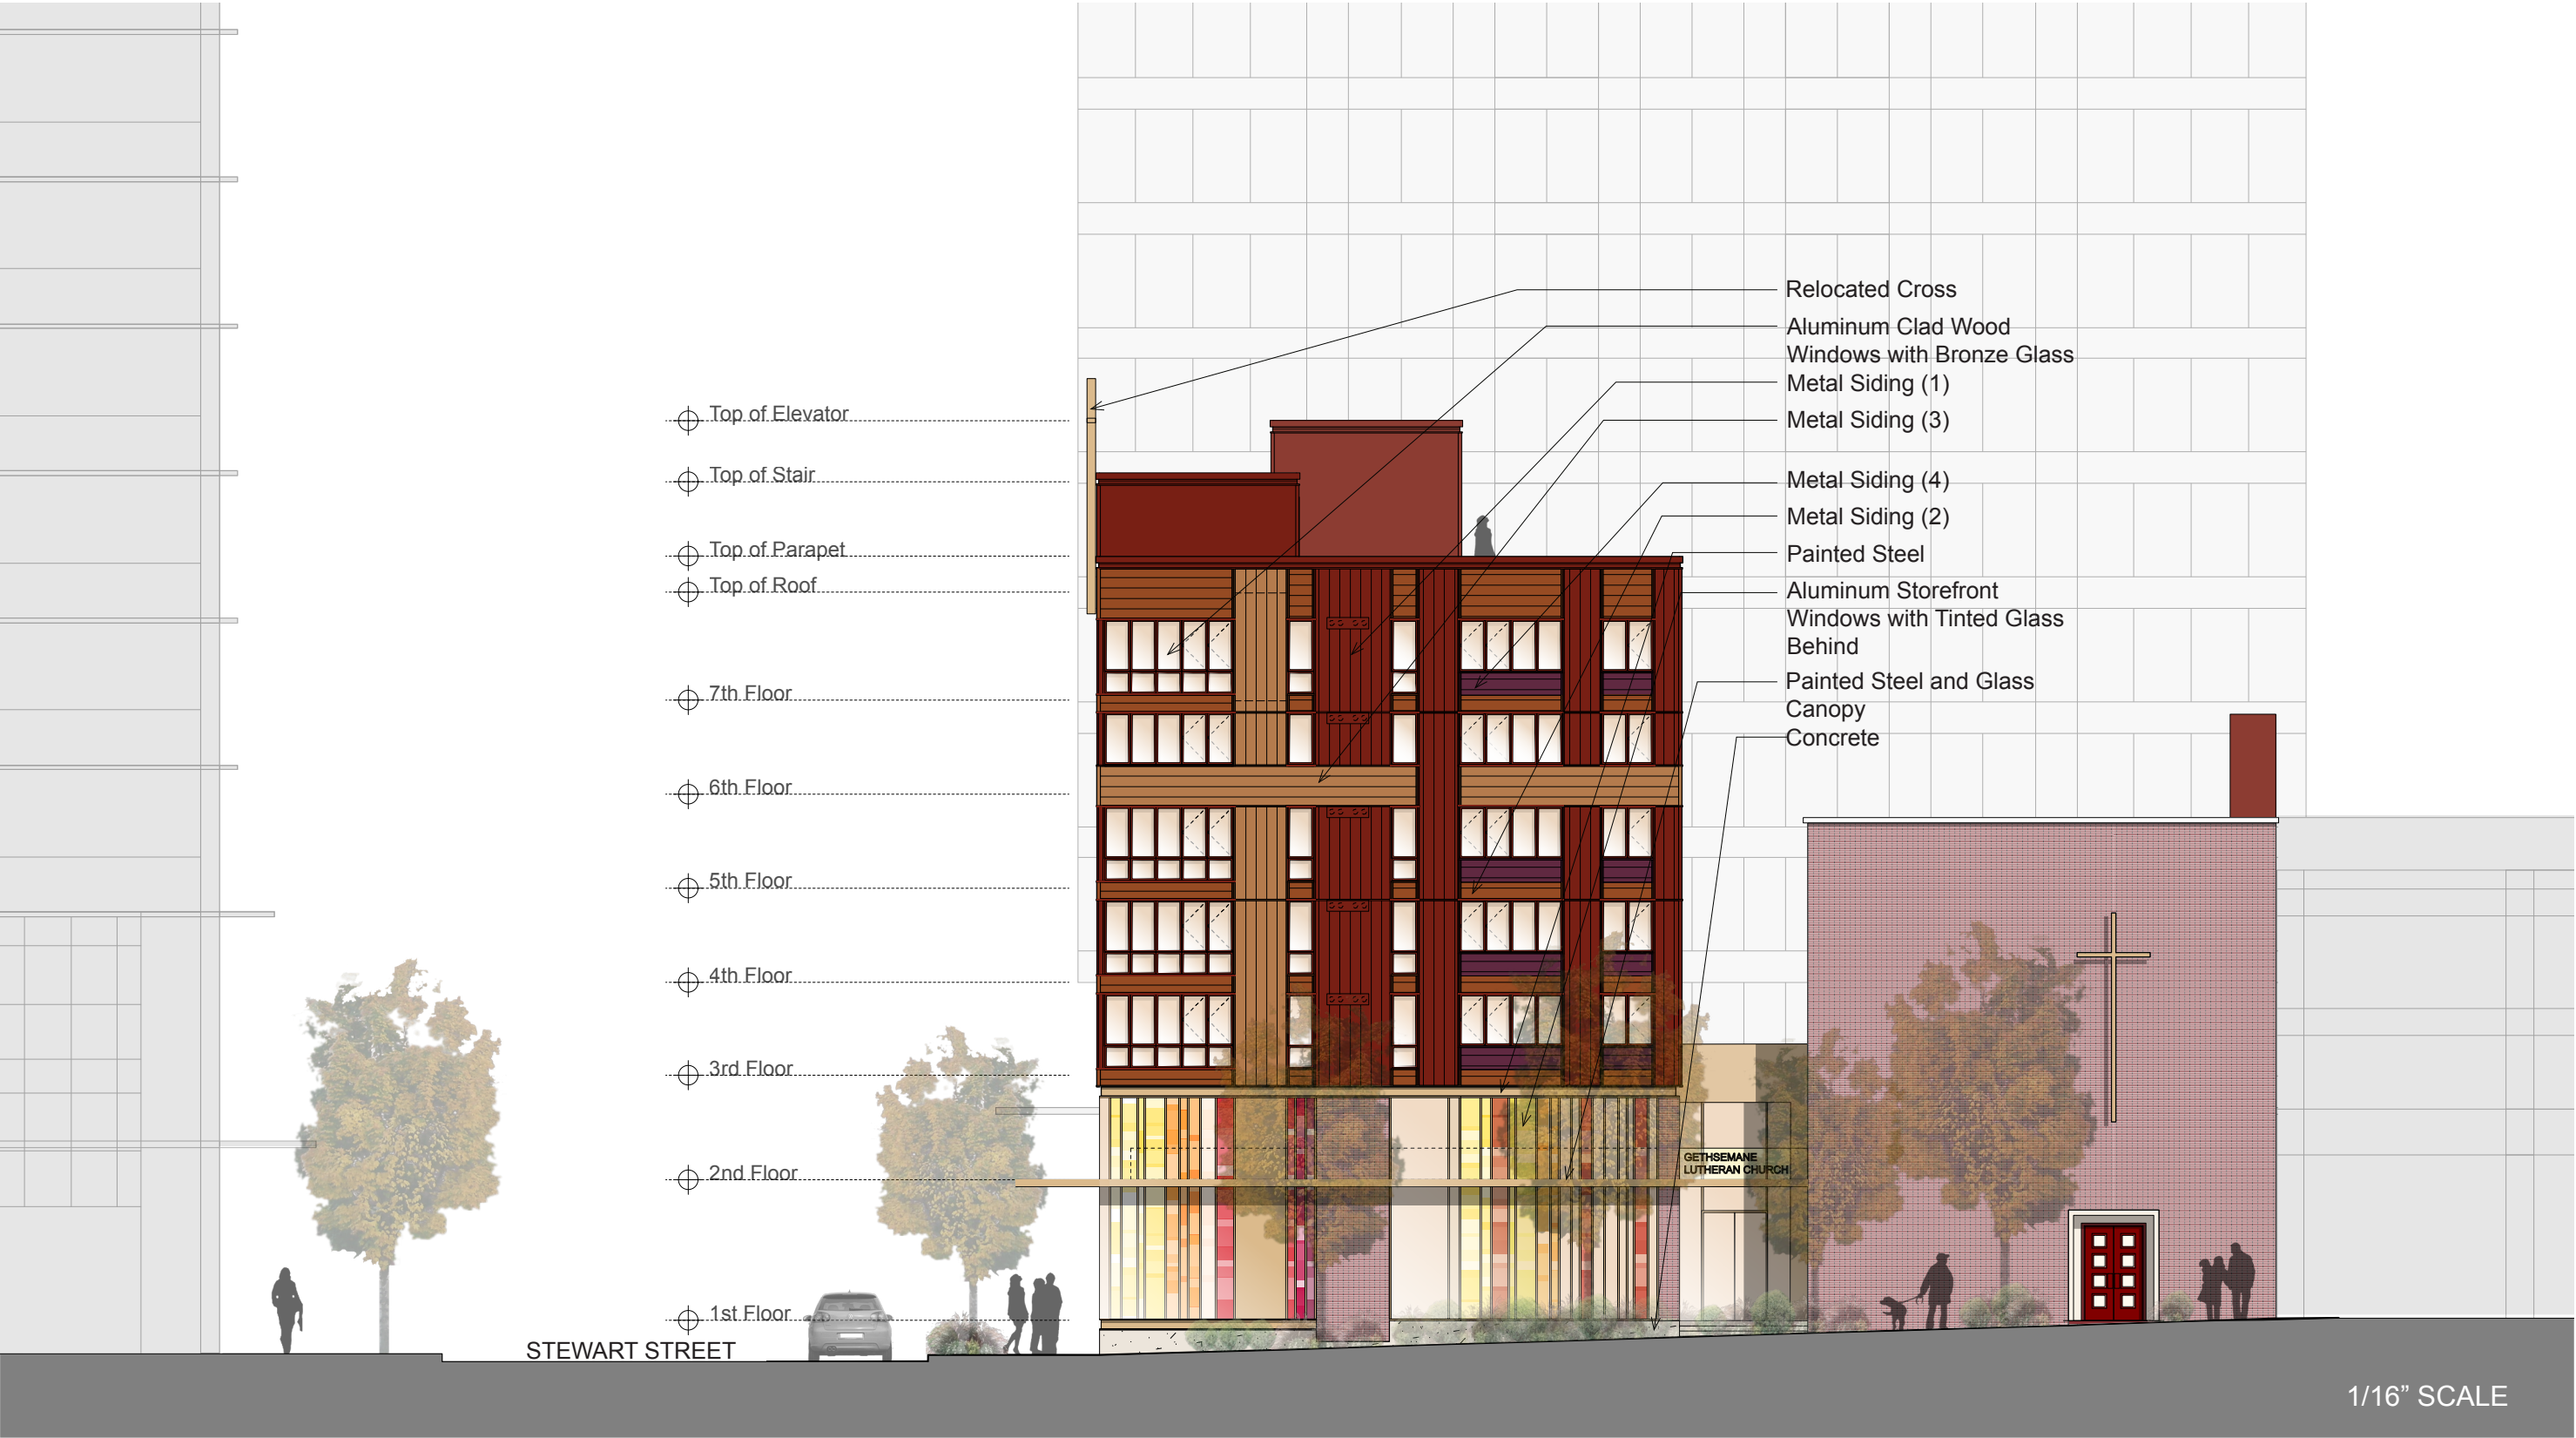 Relocated Cross
Aluminum Clad Wood
Windows with Bronze Glass
Metal Siding (1)
Metal Siding (3)
Metal Siding (4)
Metal Siding (2)
Painted Steel
Aluminum Storefront
Windows with Tinted Glass
Behind
Painted Steel and Glass
Canopy
Concrete
Top of Elevator
Top of Stair
Top of Parapet
Top of Roof
7th Floor
6th Floor
5th Floor
4th Floor
3rd Floor
2nd Floor
1st Floor
GETHSEMANE
LUTHERAN CHURCH
STEWART STREET
1/16” SCALE